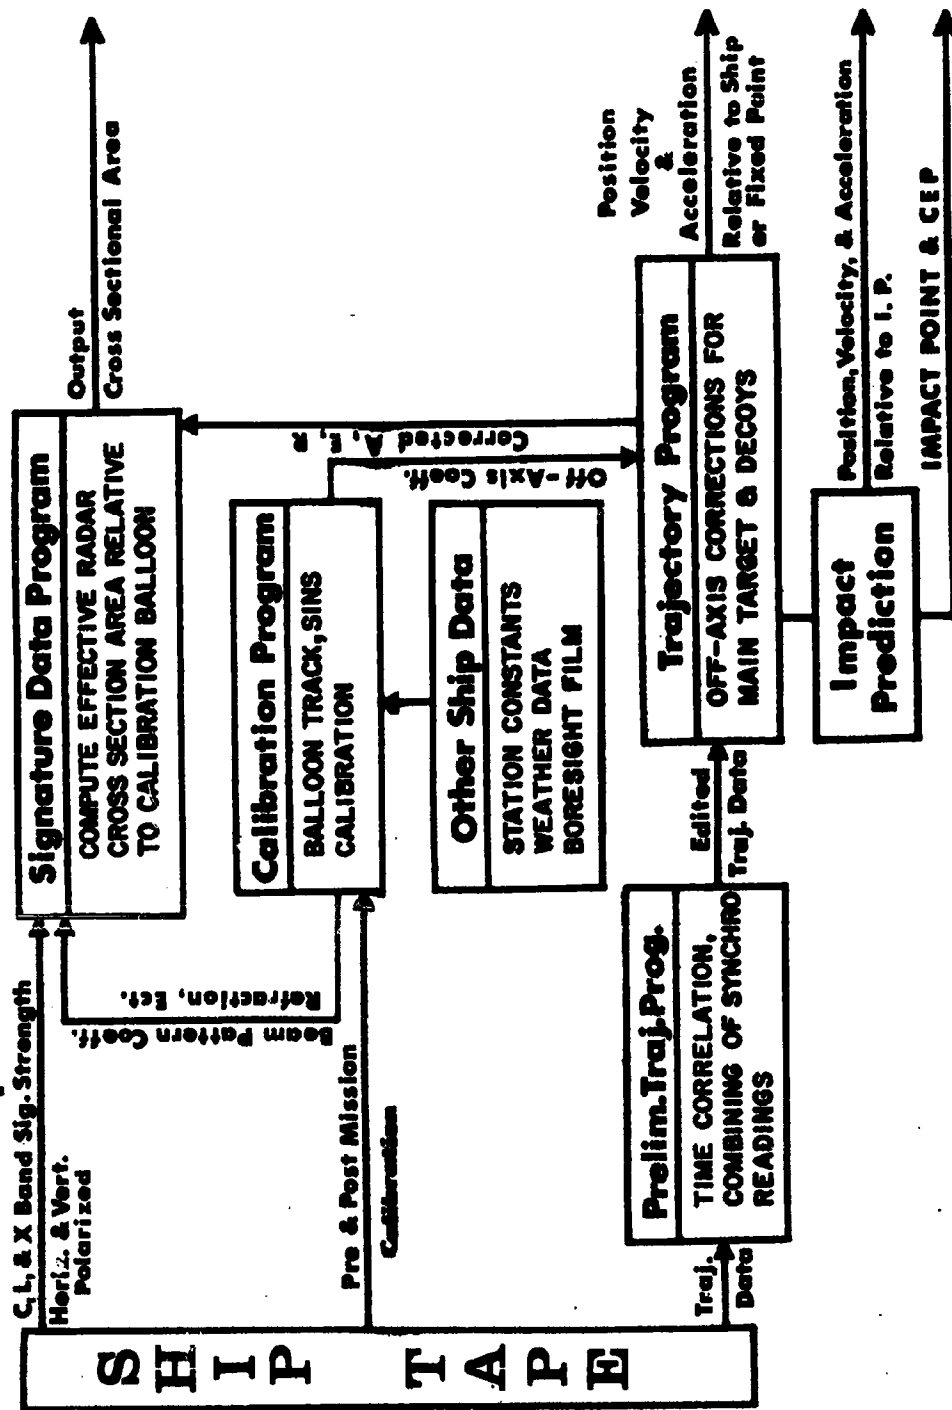 SHIP TAPE
C, L, & X Band Sig. Strength
Horiz. & Vert.
Polarized
Pre & Post Mission
Calibration
Traj.
Data
Beam Pattern Coeff.
Refraction, Ect.
Signature Data Program
COMPUTE EFFECTIVE RADAR
CROSS SECTION AREA RELATIVE
TO CALIBRATION BALLOON
Output
Cross Sectional Area
Calibration Program
BALLOON TRACK, SINS
CALIBRATION
Other Ship Data
STATION CONSTANTS
WEATHER DATA
BORESIGHT FILM
Corrected A, E, R
Off-Axis Coeff.
Prelim. Traj. Prog.
TIME CORRELATION,
COMBINING OF SYNCHRO
READINGS
Edited
Traj. Data
Trajectory Program
OFF-AXIS CORRECTIONS FOR
MAIN TARGET & DECOYS
Position
Velocity
&
Acceleration
Relative to Ship
or Fixed Point
Impact
Prediction
Position, Velocity, & Acceleration
Relative to I. P.
IMPACT POINT & CEP